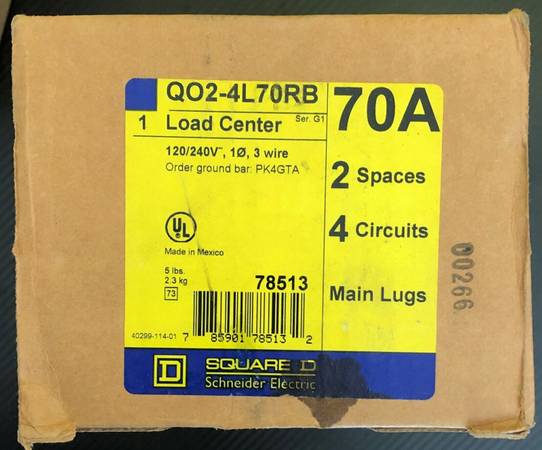 QO2-4L70RB
1 Load Center Ser. G1
120/240V~, 1Ø, 3 wire
Order ground bar: PK4GTA
70A
2 Spaces
4 Circuits
Main Lugs
UL
Made in Mexico
5 lbs.
2.3 kg
73
78513
40299-114-01
7 85901 78513 2
D SQUARE D
Schneider Electric
00266